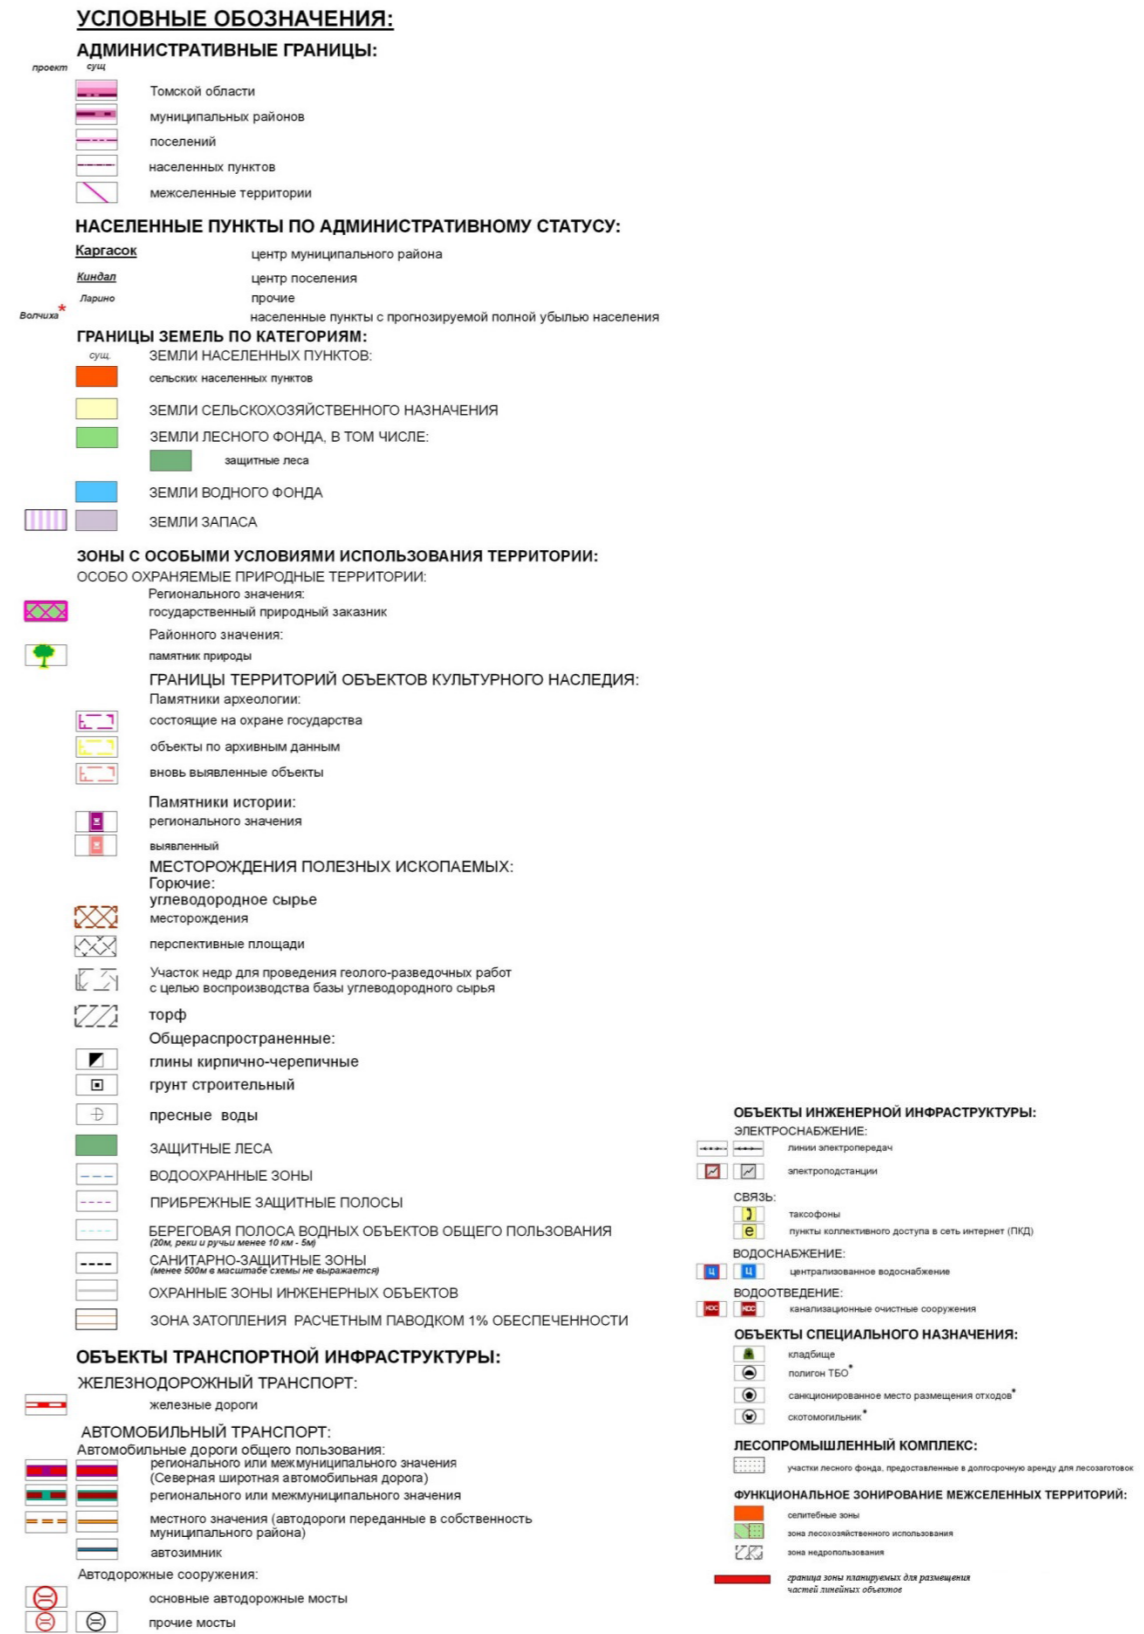 УСЛОВНЫЕ ОБОЗНАЧЕНИЯ:
АДМИНИСТРАТИВНЫЕ ГРАНИЦЫ:
проект сущ
Томской области
муниципальных районов
поселений
населенных пунктов
межселенные территории
НАСЕЛЕННЫЕ ПУНКТЫ ПО АДМИНИСТРАТИВНОМУ СТАТУСУ:
Каргасок центр муниципального района
Киндал центр поселения
Ларино прочие
Волчиха* населенные пункты с прогнозируемой полной убылью населения
ГРАНИЦЫ ЗЕМЕЛЬ ПО КАТЕГОРИЯМ:
сущ. ЗЕМЛИ НАСЕЛЕННЫХ ПУНКТОВ:
сельских населенных пунктов
ЗЕМЛИ СЕЛЬСКОХОЗЯЙСТВЕННОГО НАЗНАЧЕНИЯ
ЗЕМЛИ ЛЕСНОГО ФОНДА, В ТОМ ЧИСЛЕ:
защитные леса
ЗЕМЛИ ВОДНОГО ФОНДА
ЗЕМЛИ ЗАПАСА
ЗОНЫ С ОСОБЫМИ УСЛОВИЯМИ ИСПОЛЬЗОВАНИЯ ТЕРРИТОРИИ:
ОСОБО ОХРАНЯЕМЫЕ ПРИРОДНЫЕ ТЕРРИТОРИИ:
Регионального значения:
государственный природный заказник
Районного значения:
памятник природы
ГРАНИЦЫ ТЕРРИТОРИЙ ОБЪЕКТОВ КУЛЬТУРНОГО НАСЛЕДИЯ:
Памятники археологии:
состоящие на охране государства
объекты по архивным данным
вновь выявленные объекты
Памятники истории:
регионального значения
выявленный
МЕСТОРОЖДЕНИЯ ПОЛЕЗНЫХ ИСКОПАЕМЫХ:
Горючие:
углеводородное сырье
месторождения
перспективные площади
Участок недр для проведения геолого-разведочных работ
с целью воспроизводства базы углеводородного сырья
торф
Общераспространенные:
глины кирпично-черепичные
грунт строительный
пресные воды
ЗАЩИТНЫЕ ЛЕСА
ВОДООХРАННЫЕ ЗОНЫ
ПРИБРЕЖНЫЕ ЗАЩИТНЫЕ ПОЛОСЫ
БЕРЕГОВАЯ ПОЛОСА ВОДНЫХ ОБЪЕКТОВ ОБЩЕГО ПОЛЬЗОВАНИЯ
(20м, реки и ручьи менее 10 км - 5м)
САНИТАРНО-ЗАЩИТНЫЕ ЗОНЫ
(менее 500м в масштабе схемы не выражается)
ОХРАННЫЕ ЗОНЫ ИНЖЕНЕРНЫХ ОБЪЕКТОВ
ЗОНА ЗАТОПЛЕНИЯ РАСЧЕТНЫМ ПАВОДКОМ 1% ОБЕСПЕЧЕННОСТИ
ОБЪЕКТЫ ТРАНСПОРТНОЙ ИНФРАСТРУКТУРЫ:
ЖЕЛЕЗНОДОРОЖНЫЙ ТРАНСПОРТ:
железные дороги
АВТОМОБИЛЬНЫЙ ТРАНСПОРТ:
Автомобильные дороги общего пользования:
регионального или межмуниципального значения
(Северная широтная автомобильная дорога)
регионального или межмуниципального значения
местного значения (автодороги переданные в собственность
муниципального района)
автозимник
Автодорожные сооружения:
основные автодорожные мосты
прочие мосты
ОБЪЕКТЫ ИНЖЕНЕРНОЙ ИНФРАСТРУКТУРЫ:
ЭЛЕКТРОСНАБЖЕНИЕ:
линии электропередач
электроподстанции
СВЯЗЬ:
таксофоны
е пункты коллективного доступа в сеть интернет (ПКД)
ВОДОСНАБЖЕНИЕ:
Ц Ц централизованное водоснабжение
ВОДООТВЕДЕНИЕ:
КОС КОС канализационные очистные сооружения
ОБЪЕКТЫ СПЕЦИАЛЬНОГО НАЗНАЧЕНИЯ:
кладбище
полигон ТБО*
санкционированное место размещения отходов*
скотомогильник*
ЛЕСОПРОМЫШЛЕННЫЙ КОМПЛЕКС:
участки лесного фонда, предоставленные в долгосрочную аренду для лесозаготовок
ФУНКЦИОНАЛЬНОЕ ЗОНИРОВАНИЕ МЕЖСЕЛЕННЫХ ТЕРРИТОРИЙ:
селитебные зоны
зона лесохозяйственного использования
зона недропользования
граница зоны планируемых для размещения
частей линейных объектов